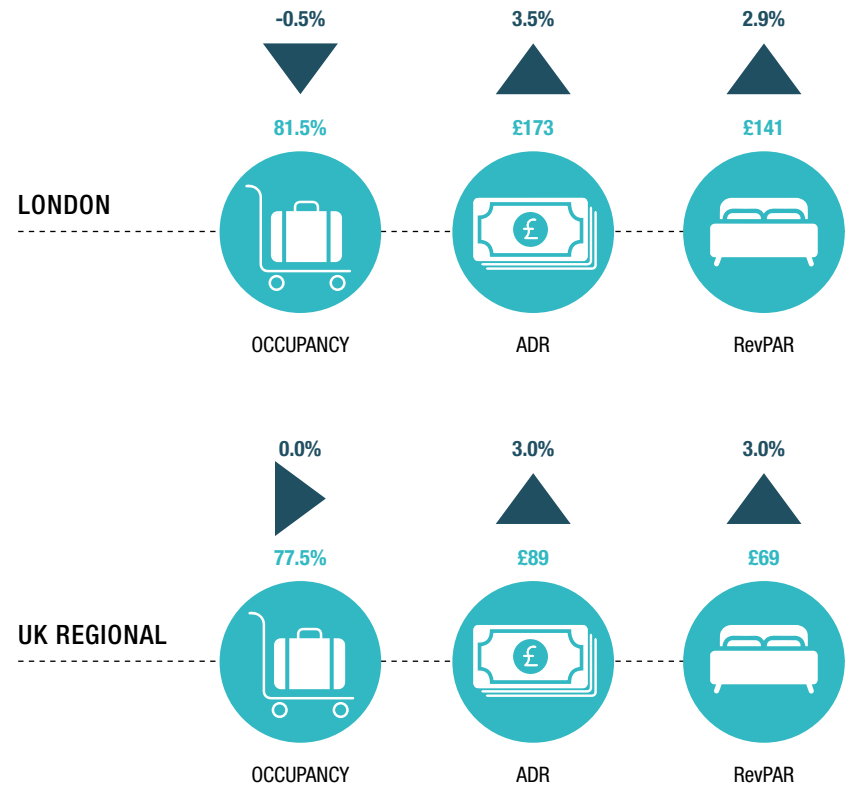 -0.5% 3.5% 2.9%
81.5% £173 £141
LONDON
£
OCCUPANCY ADR RevPAR
0.0% 3.0% 3.0%
77.5% £89 £69
UK REGIONAL
£
OCCUPANCY ADR RevPAR